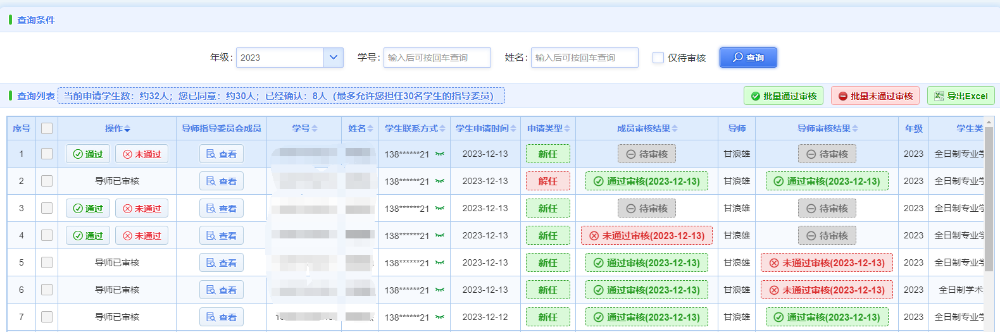 查询条件
年级: 2023 学号: 输入后可按回车查询 姓名: 输入后可按回车查询 仅待审核 查询
查询列表 当前申请学生数：约32人；您已同意：约30人；已经确认：8人（最多允许您担任30名学生的指导委员） 批量通过审核 批量未通过审核 导出Excel
序号 操作 导师指导委员会成员 学号 姓名 学生联系方式 学生申请时间 申请类型 成员审核结果 导师 导师审核结果 年级 学生类
1 通过 未通过 查看 138******21 2023-12-13 新任 待审核 甘浪雄 待审核 2023 全日制专业学
2 导师已审核 查看 138******21 2023-12-13 解任 通过审核(2023-12-13) 甘浪雄 通过审核(2023-12-13) 2023 全日制专业学
3 通过 未通过 查看 138******21 2023-12-13 新任 待审核 甘浪雄 待审核 2023 全日制专业学
4 通过 未通过 查看 138******21 2023-12-13 新任 未通过审核(2023-12-13) 甘浪雄 待审核 2023 全日制专业学
5 导师已审核 查看 138******21 2023-12-13 新任 通过审核(2023-12-13) 甘浪雄 未通过审核(2023-12-13) 2023 全日制专业学
6 导师已审核 查看 138******21 2023-12-13 新任 通过审核(2023-12-13) 甘浪雄 未通过审核(2023-12-13) 2023 全日制学术
7 导师已审核 查看 138******21 2023-12-12 新任 通过审核(2023-12-13) 甘浪雄 通过审核(2023-12-13) 2023 全日制专业学